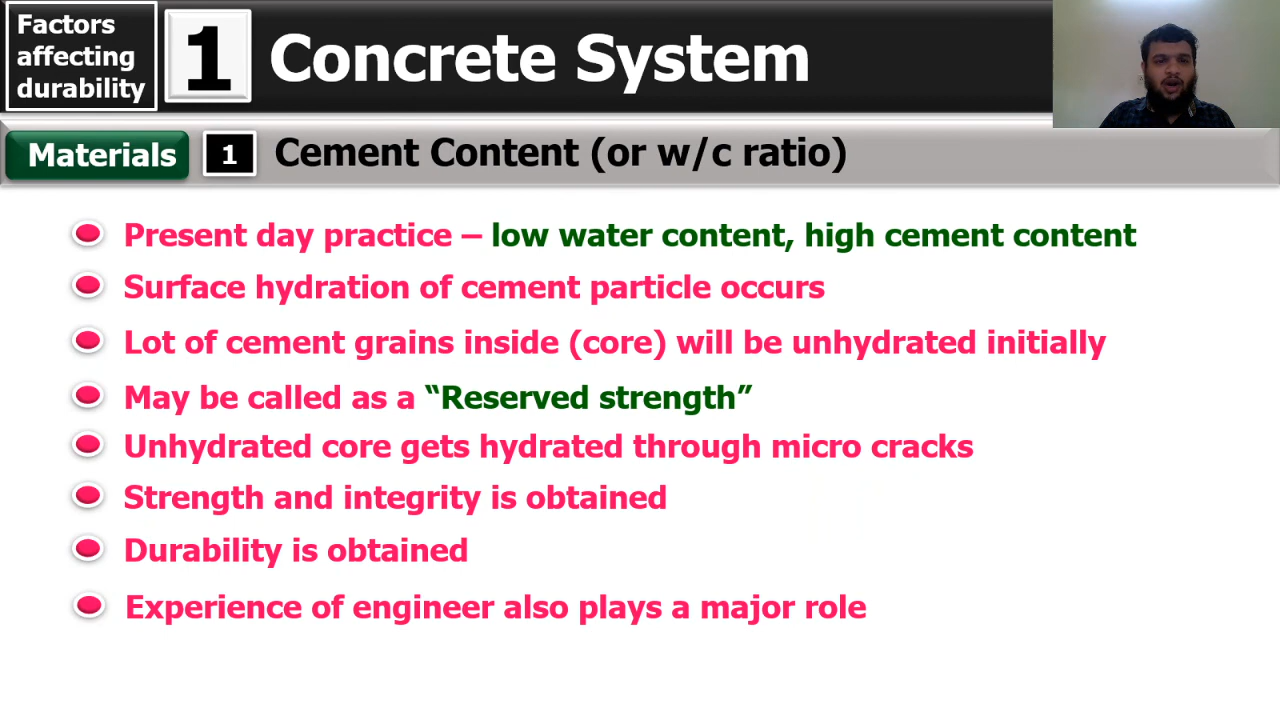 Factors
affecting
durability
1
Concrete System
Materials
1
Cement Content (or w/c ratio)
Present day practice – low water content, high cement content
Surface hydration of cement particle occurs
Lot of cement grains inside (core) will be unhydrated initially
May be called as a “Reserved strength”
Unhydrated core gets hydrated through micro cracks
Strength and integrity is obtained
Durability is obtained
Experience of engineer also plays a major role